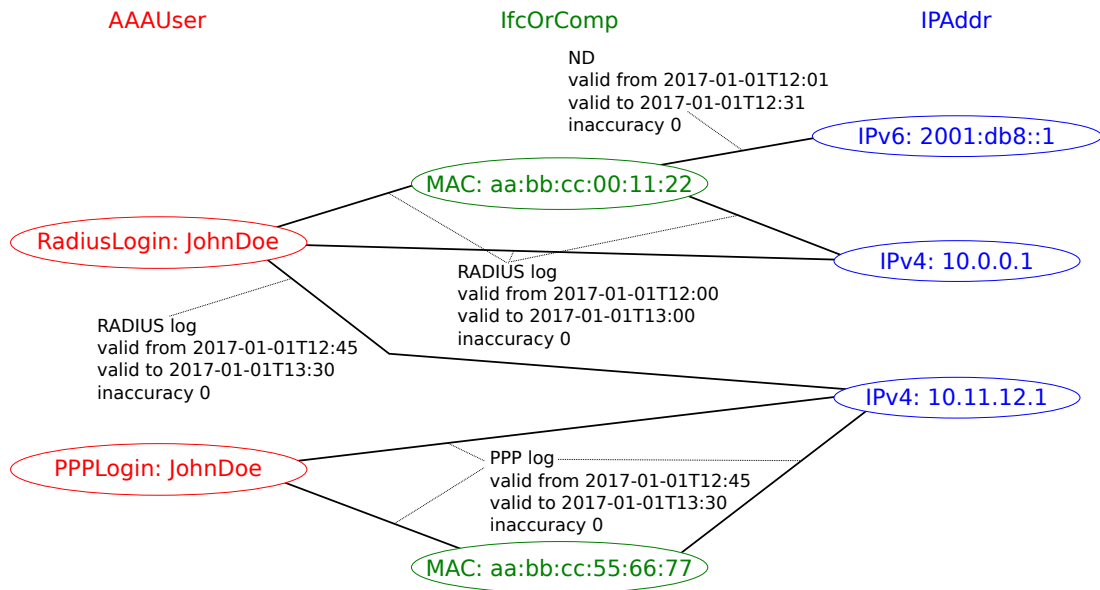 AAAUser
IfcOrComp
IPAddr
ND
valid from 2017-01-01T12:01
valid to 2017-01-01T12:31
inaccuracy 0
IPv6: 2001:db8::1
MAC: aa:bb:cc:00:11:22
RadiusLogin: JohnDoe
IPv4: 10.0.0.1
RADIUS log
valid from 2017-01-01T12:00
valid to 2017-01-01T13:00
inaccuracy 0
RADIUS log
valid from 2017-01-01T12:45
valid to 2017-01-01T13:30
inaccuracy 0
IPv4: 10.11.12.1
PPPLogin: JohnDoe
PPP log
valid from 2017-01-01T12:45
valid to 2017-01-01T13:30
inaccuracy 0
MAC: aa:bb:cc:55:66:77